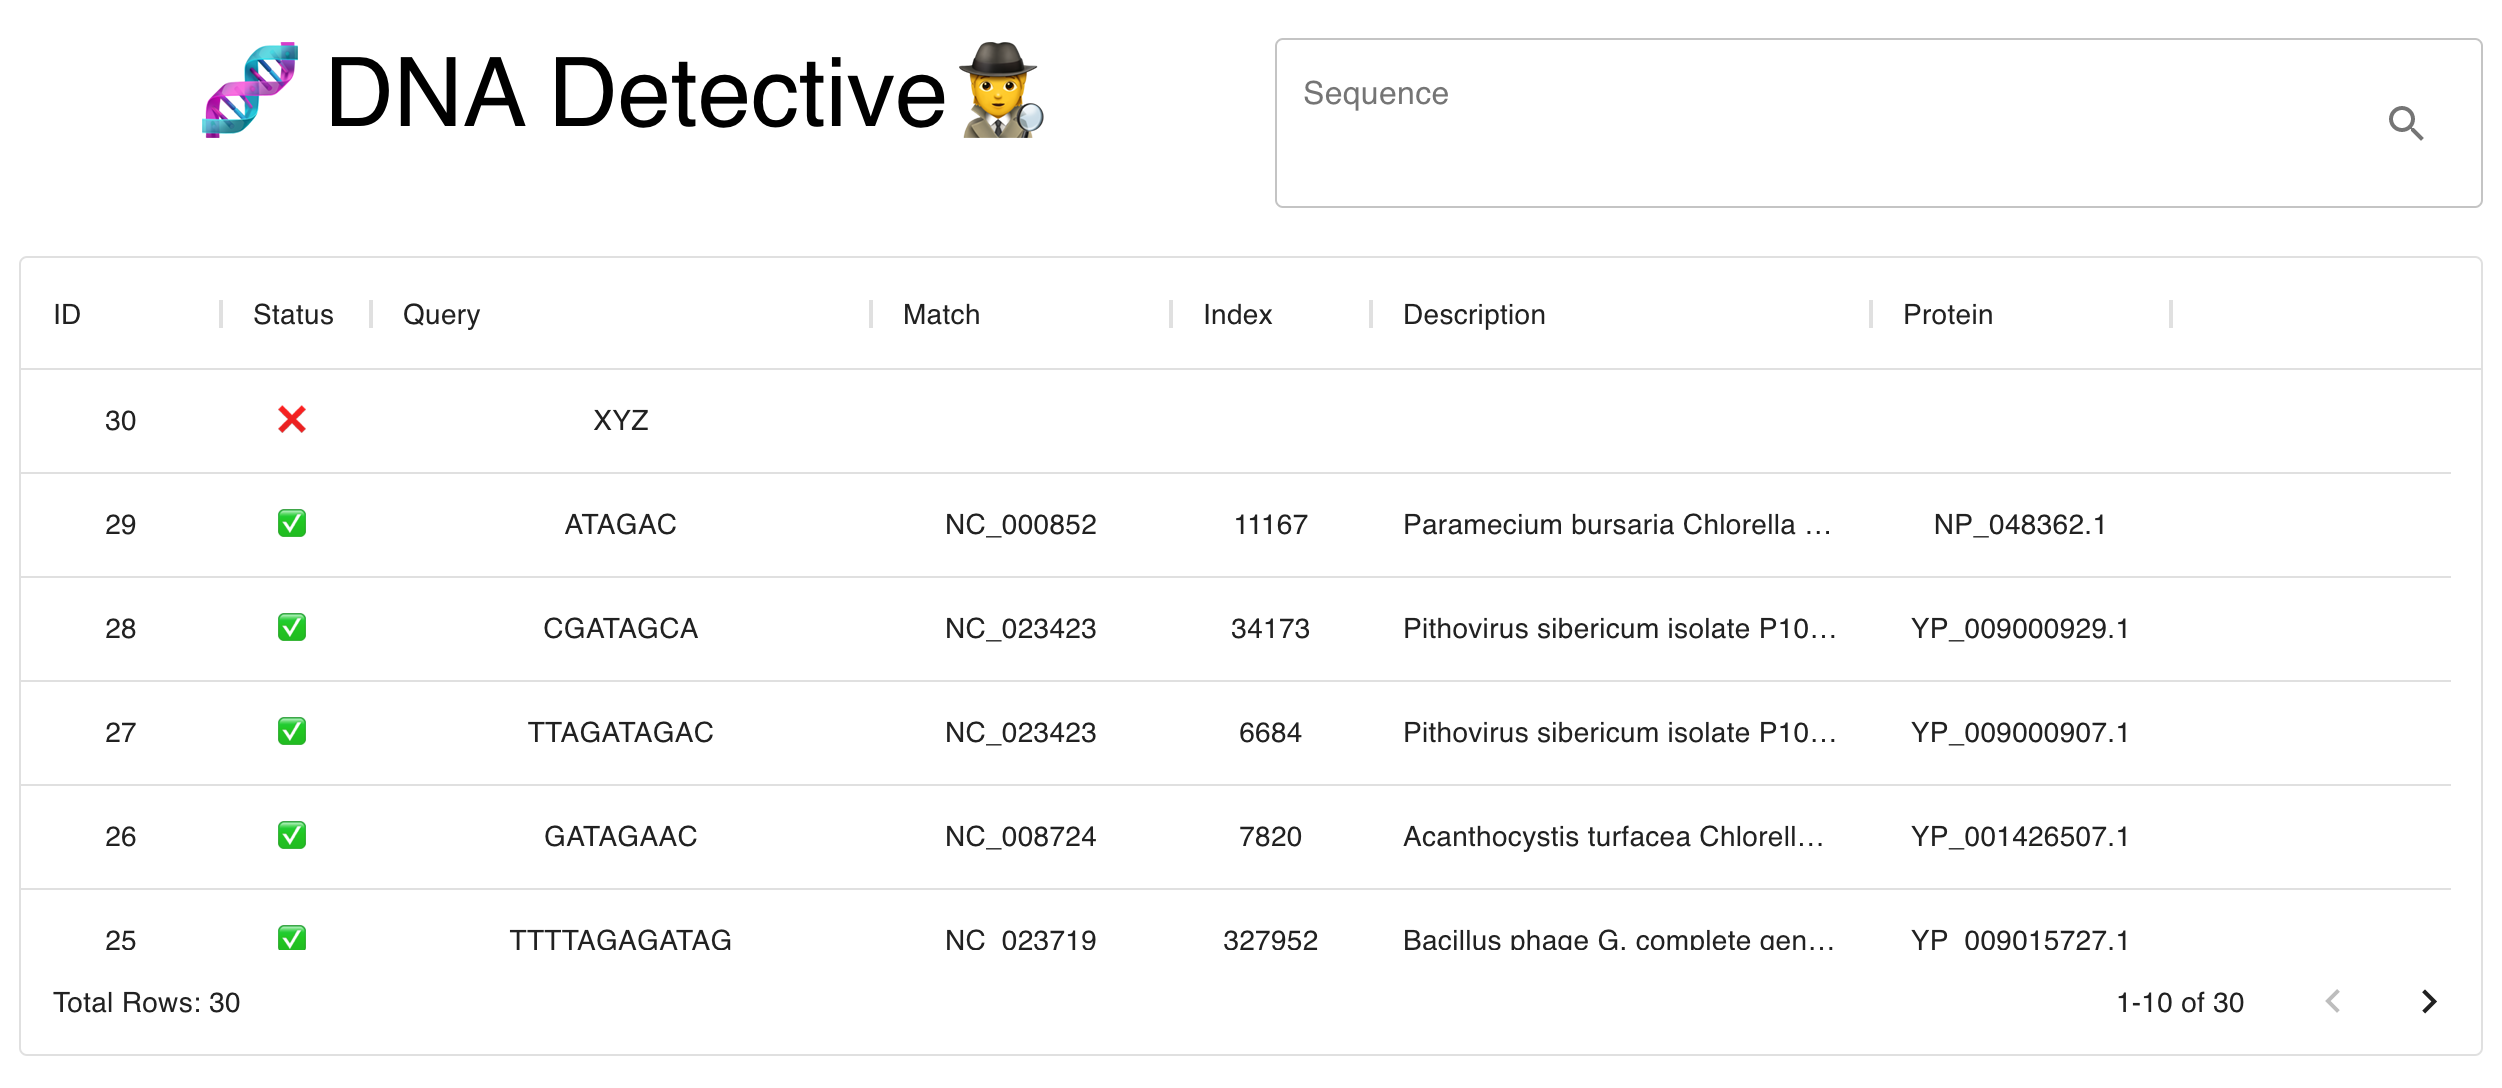 DNA Detective
Sequence
ID Status Query Match Index Description Protein
30 XYZ
29 ATAGAC NC_000852 11167 Paramecium bursaria Chlorella … NP_048362.1
28 CGATAGCA NC_023423 34173 Pithovirus sibericum isolate P10… YP_009000929.1
27 TTAGATAGAC NC_023423 6684 Pithovirus sibericum isolate P10… YP_009000907.1
26 GATAGAAC NC_008724 7820 Acanthocystis turfacea Chlorell… YP_001426507.1
25 TTTTAGAGATAG NC_023719 327952 Bacillus phage G, complete gen… YP_009015727.1
Total Rows: 30 1-10 of 30